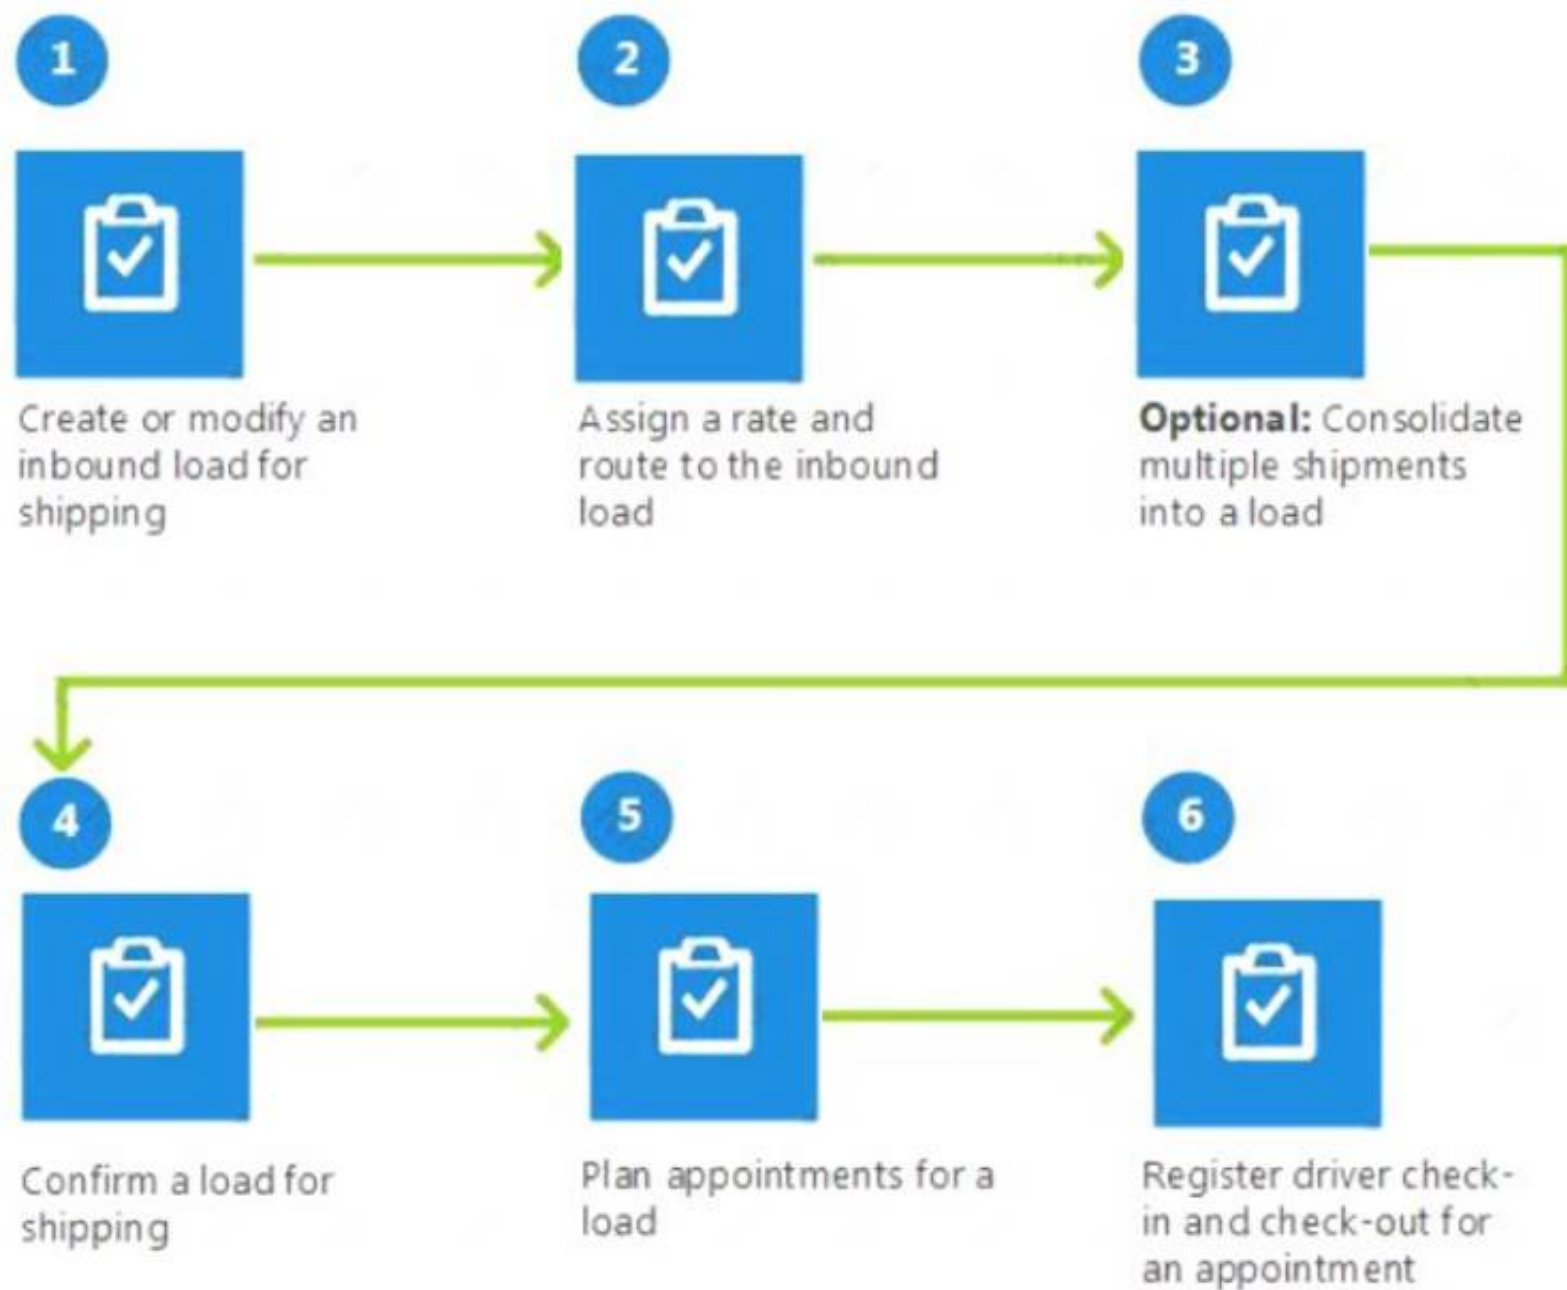 1
2
3
Create or modify an
inbound load for
shipping
Assign a rate and
route to the inbound
load
Optional: Consolidate
multiple shipments
into a load
4
5
6
Confirm a load for
shipping
Plan appointments for a
load
Register driver check-
in and check-out for
an appointment